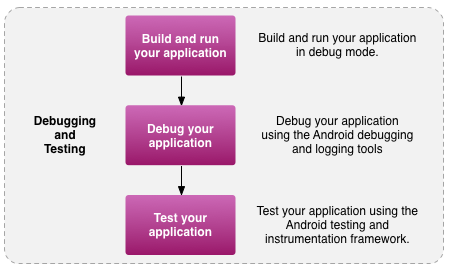 Build and run
your application
Build and run your application
in debug mode.
Debugging
and
Testing
Debug your
application
Debug your application
using the Android debugging
and logging tools
Test your
application
Test your application using the
Android testing and
instrumentation framework.